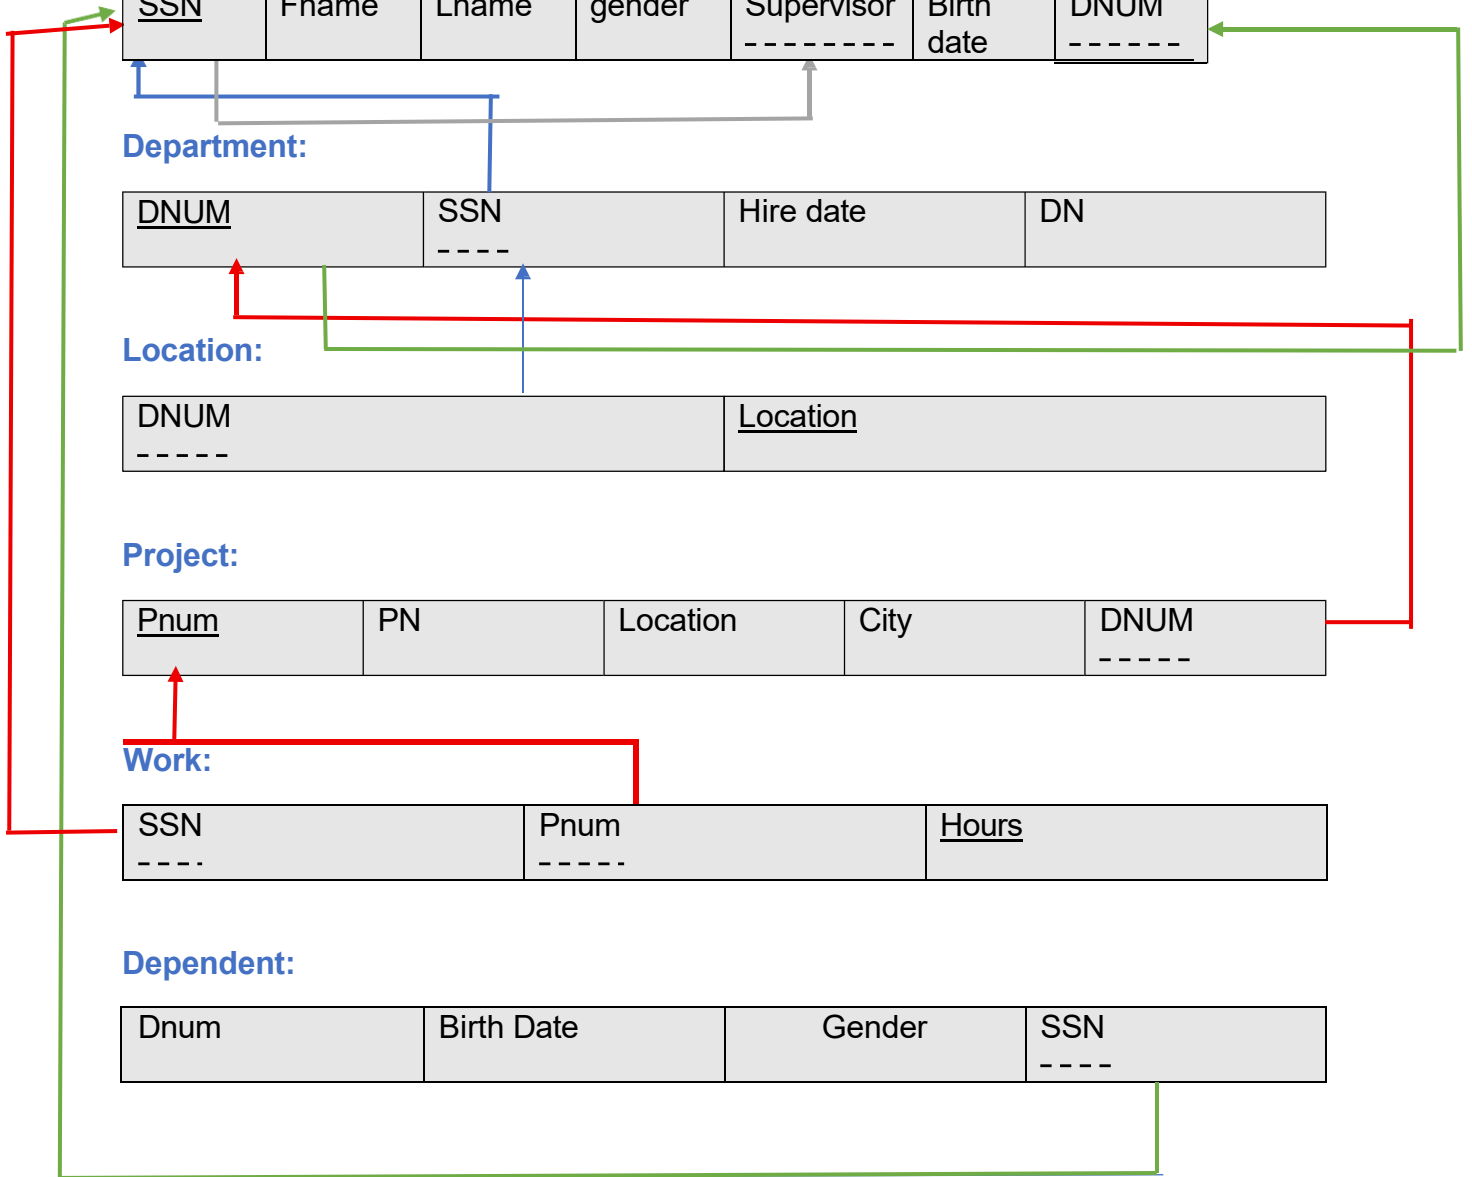 SSN Fname Lname gender Supervisor Birth date DNUM
Department:
DNUM SSN Hire date DN
Location:
DNUM Location
Project:
Pnum PN Location City DNUM
Work:
SSN Pnum Hours
Dependent:
Dnum Birth Date Gender SSN